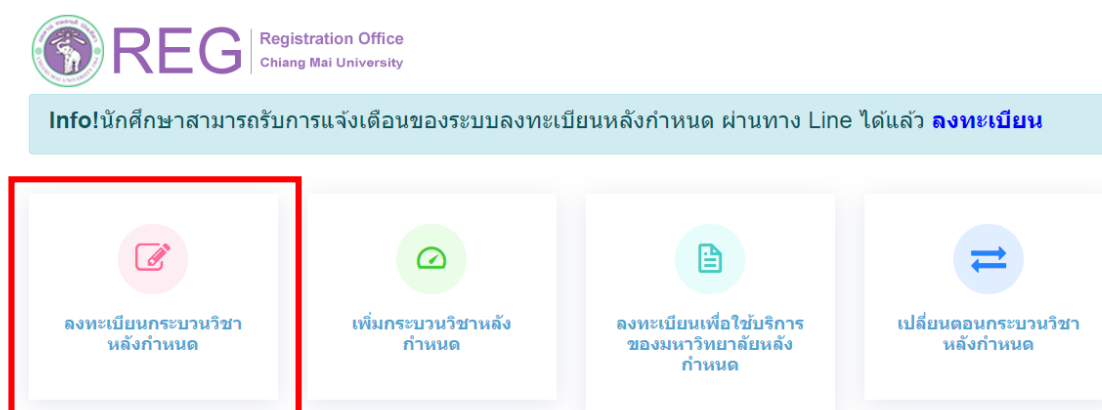 REG
Registration Office
Chiang Mai University
Info!นักศึกษาสามารถรับการแจ้งเตือนของระบบลงทะเบียนหลังกำหนด ผ่านทาง Line ได้แล้ว ลงทะเบียน
ลงทะเบียนกระบวนวิชา
หลังกำหนด
เพิ่มกระบวนวิชาหลัง
กำหนด
ลงทะเบียนเพื่อใช้บริการ
ของมหาวิทยาลัยหลัง
กำหนด
เปลี่ยนตอนกระบวนวิชา
หลังกำหนด